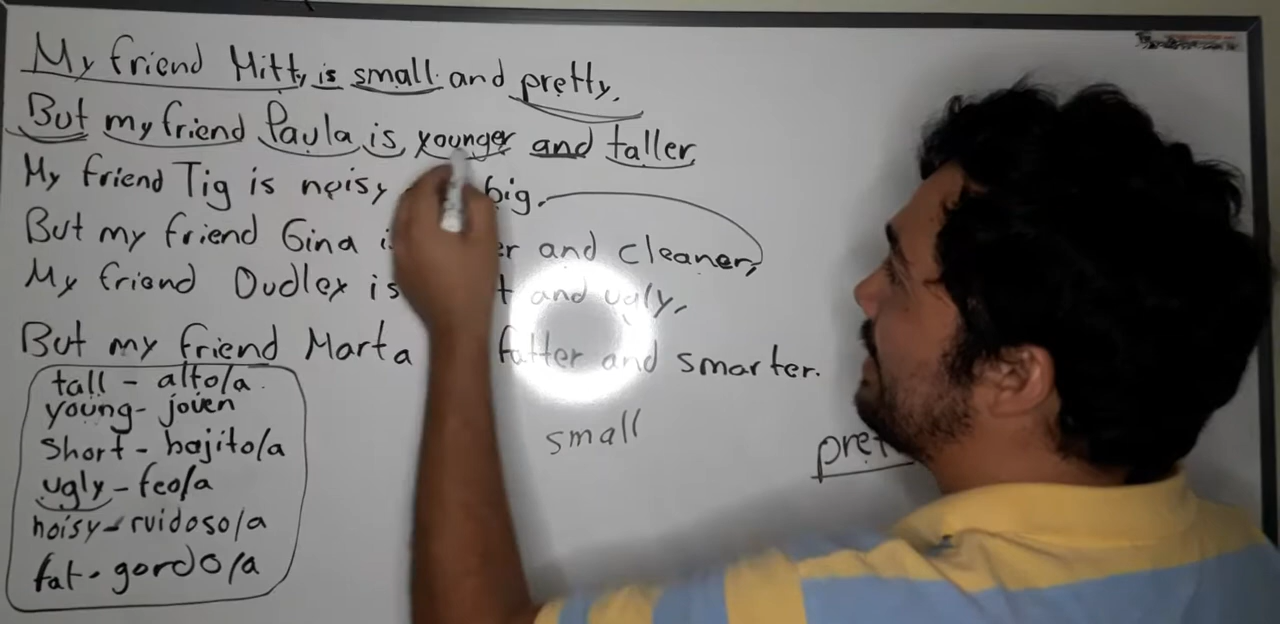 My friend Mitty is small and pretty.
But my friend Paula is younger and taller
My friend Tig is noisy big.
But my friend Gina and cleaner,
My friend Dudley is and ugly,
But my friend Marta fatter and smarter.
tall - alto/a.
young- joven
short - bajito/a
ugly - feo/a
noisy - ruidoso/a
fat - gordo/a
small